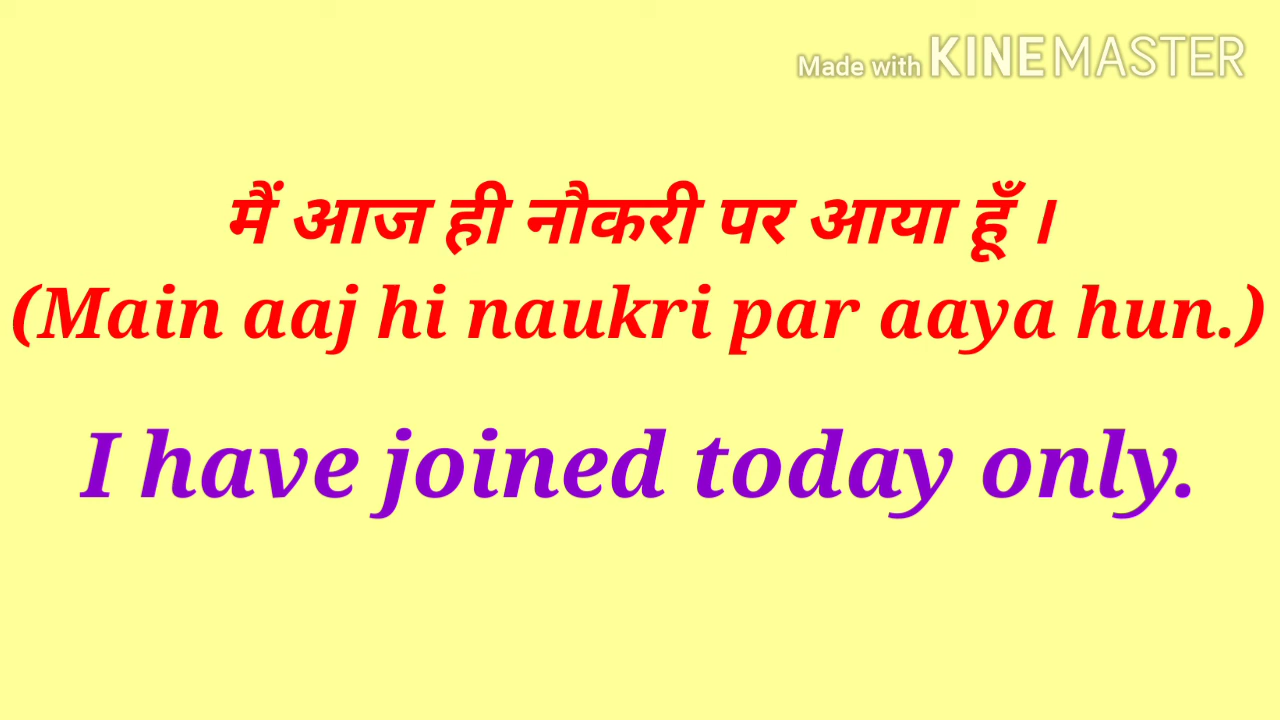 Made with KINEMASTER
मैं आज ही नौकरी पर आया हूँ ।
(Main aaj hi naukri par aaya hun.)
I have joined today only.